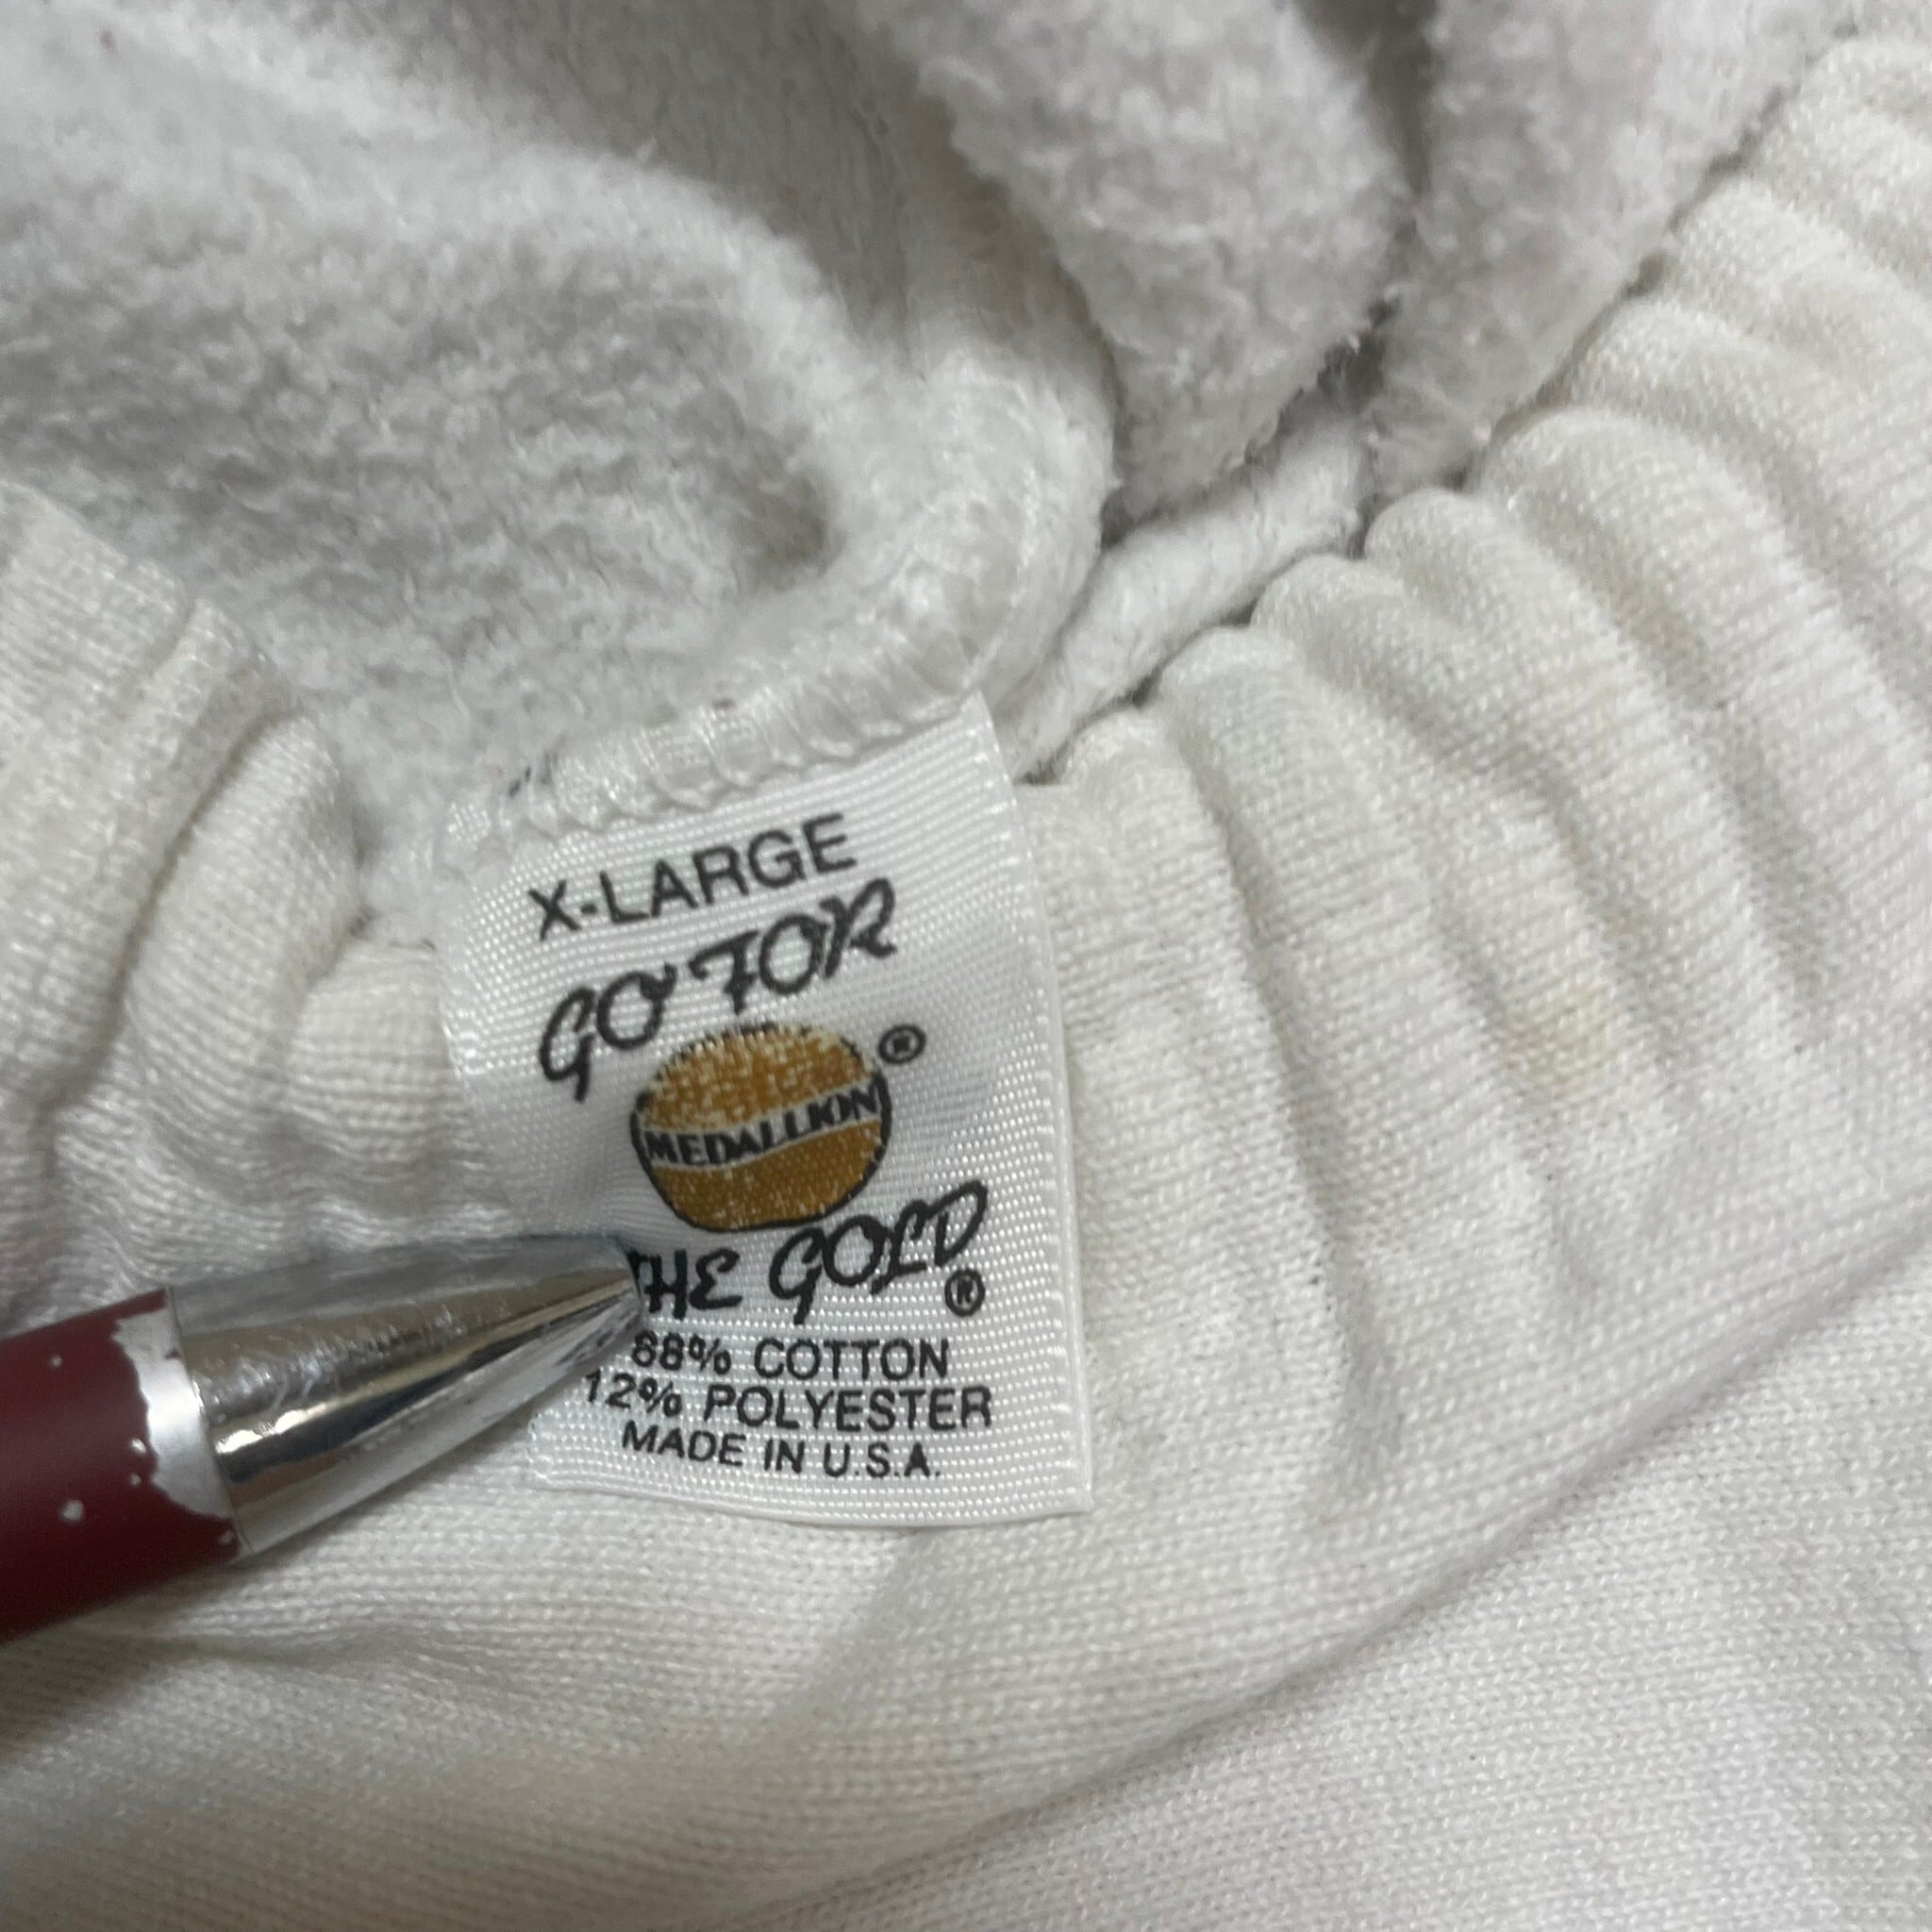 X-LARGE
GO FOR
®
MEDALLION
THE GOLD
®
88% COTTON
12% POLYESTER
MADE IN U.S.A.